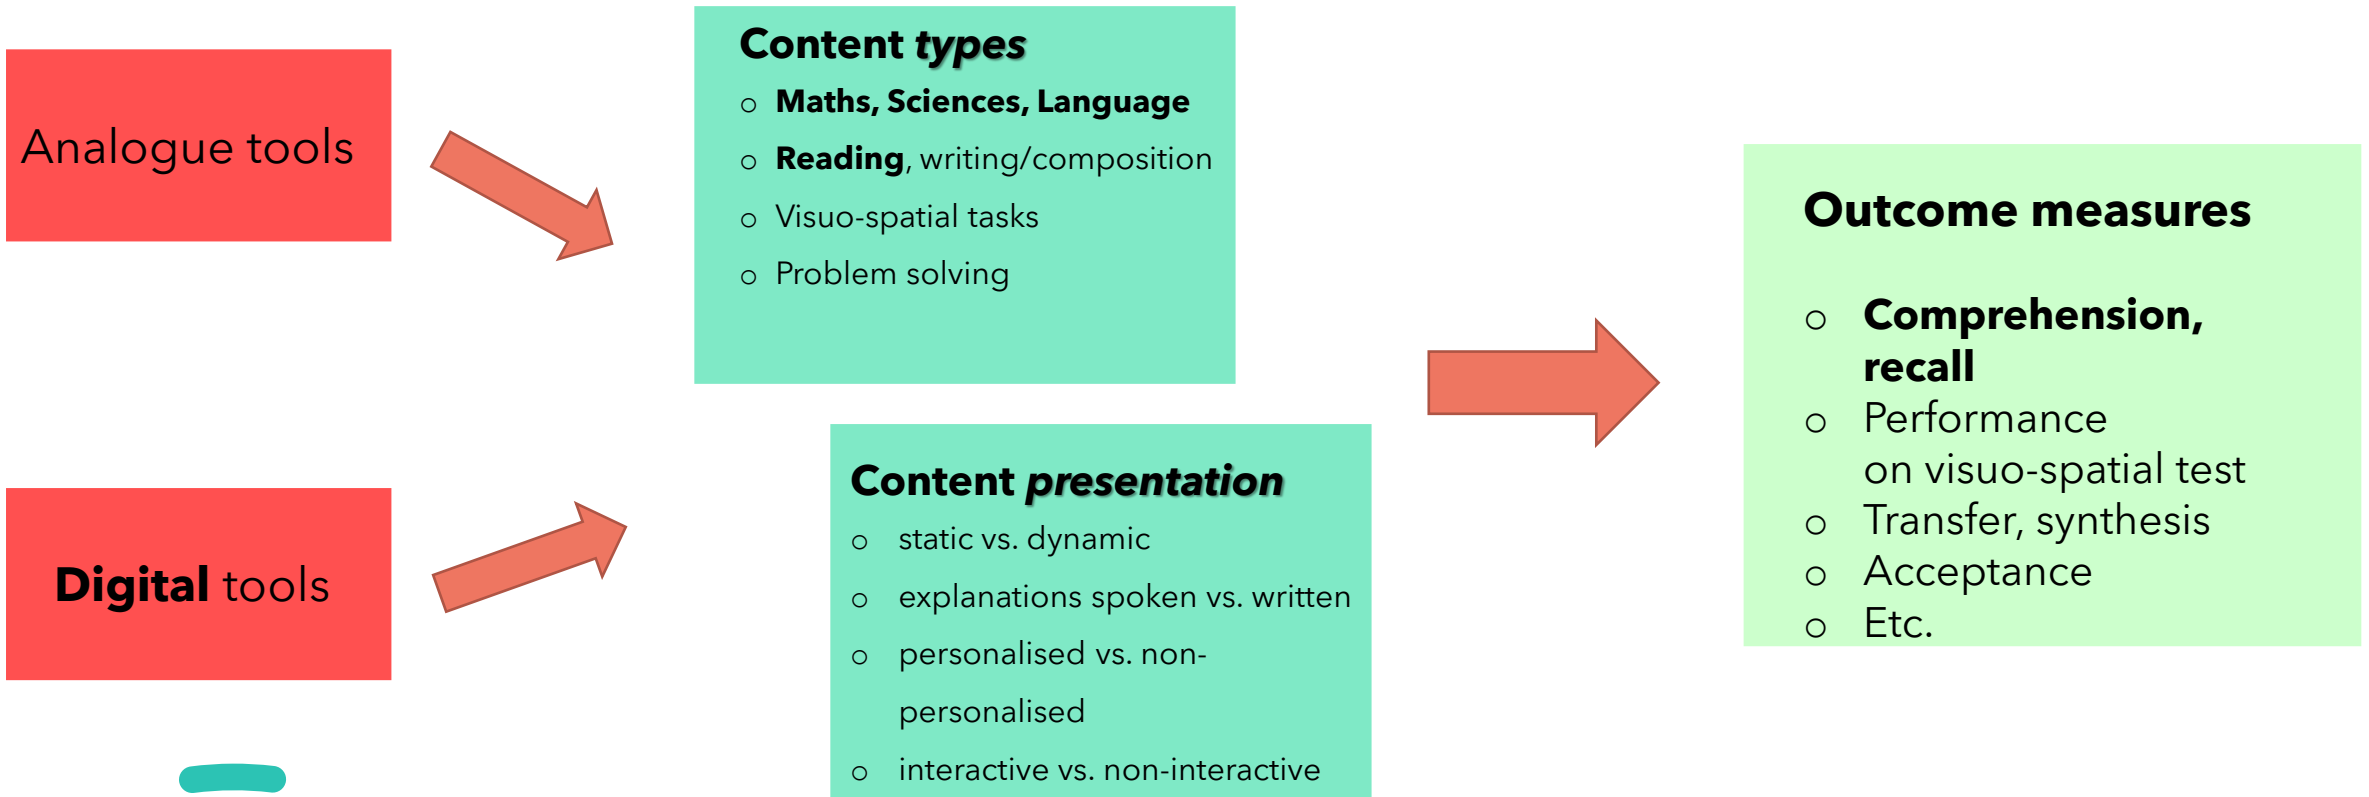 Analogue tools
Digital tools
Content types
Maths, Sciences, Language
Reading, writing/composition
Visuo-spatial tasks
Problem solving
Content presentation
static vs. dynamic
explanations spoken vs. written
personalised vs. non-
personalised
interactive vs. non-interactive
Outcome measures
Comprehension,
recall
Performance
on visuo-spatial test
Transfer, synthesis
Acceptance
Etc.